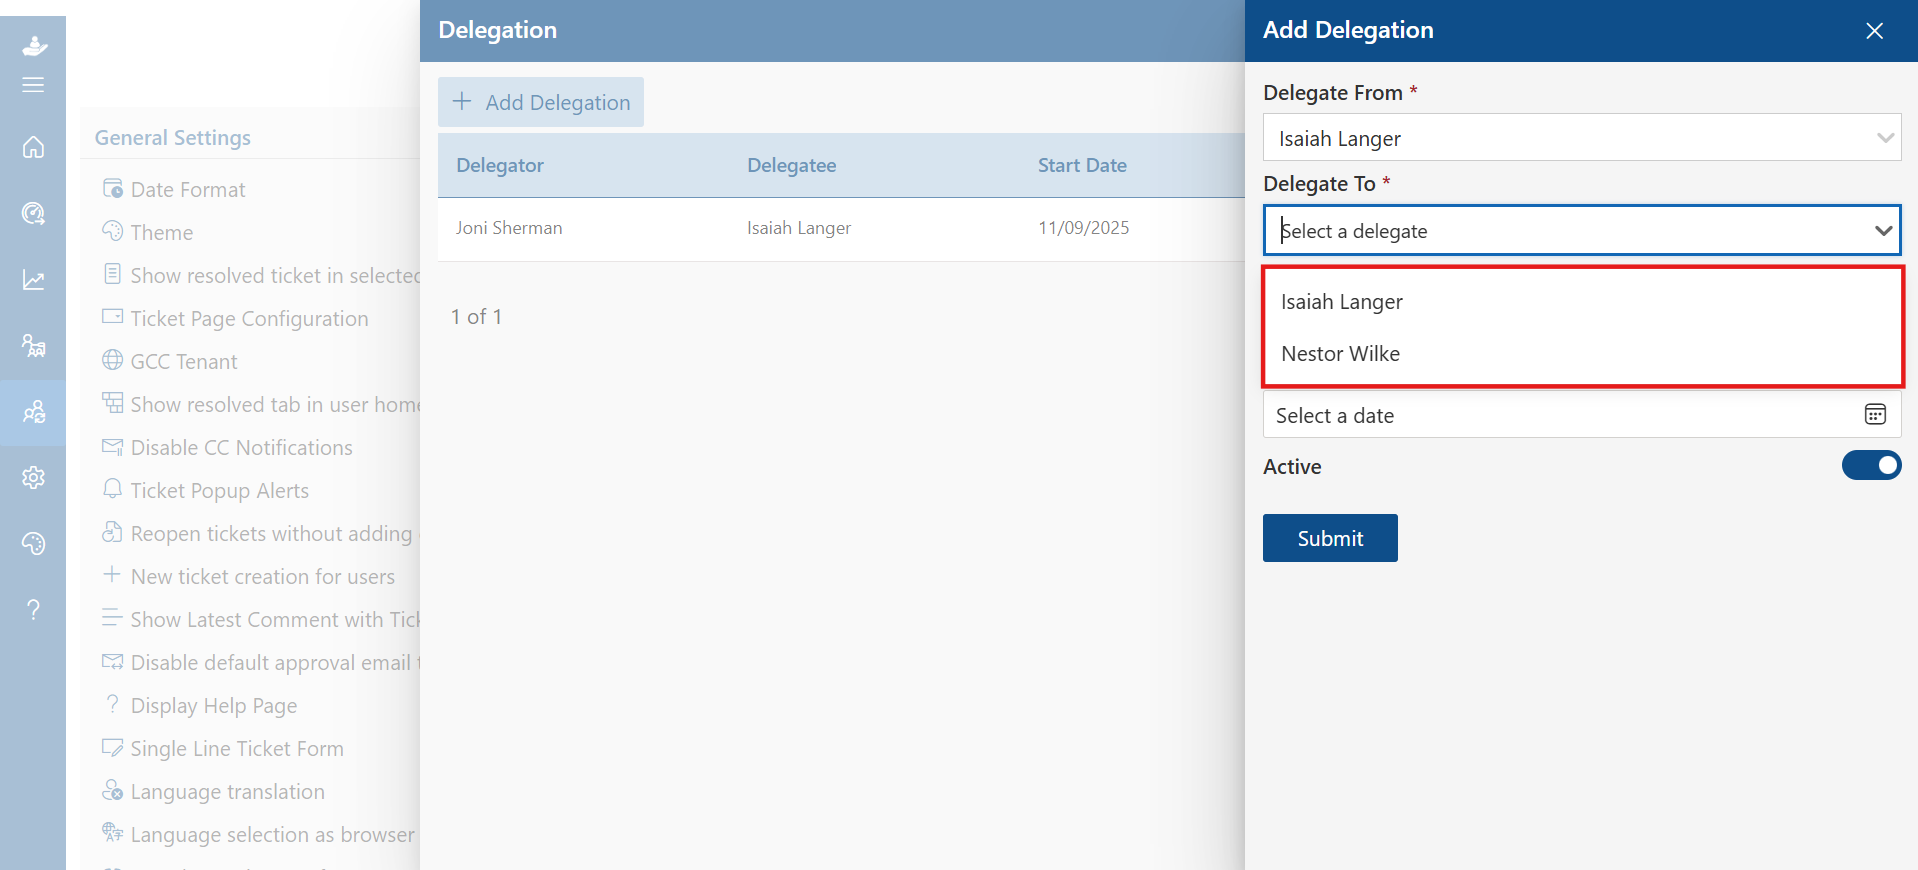 General Settings
Date Format
Theme
Show resolved ticket in selected
Ticket Page Configuration
GCC Tenant
Show resolved tab in user home
Disable CC Notifications
Ticket Popup Alerts
Reopen tickets without adding
New ticket creation for users
Show Latest Comment with Tick
Disable default approval email t
Display Help Page
Single Line Ticket Form
Language translation
Language selection as browser
Delegation
+ Add Delegation
Delegator Delegatee Start Date
Joni Sherman Isaiah Langer 11/09/2025
1 of 1
Add Delegation
Delegate From *
Isaiah Langer
Delegate To *
Select a delegate
Isaiah Langer
Nestor Wilke
Select a date
Active
Submit